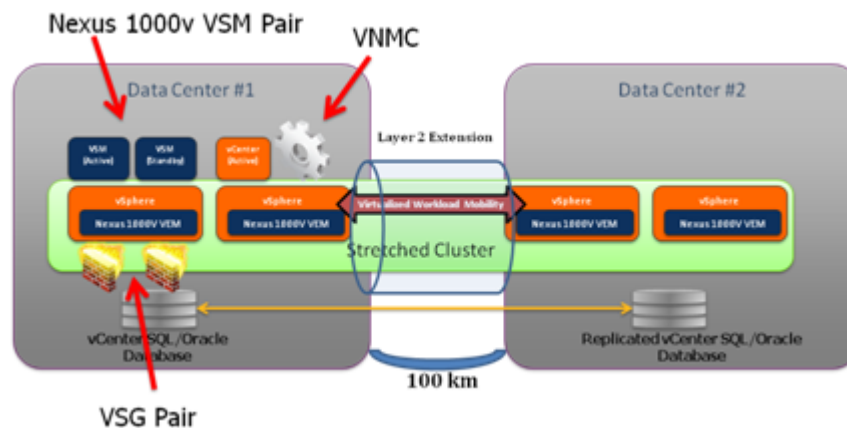 Nexus 1000v VSM Pair
VNMC
Data Center #1
Data Center #2
VSM
(Active)
VSM
(Standby)
vCenter
(Active)
Layer 2 Extension
vSphere
Nexus 1000V VEM
vSphere
Nexus 1000V VEM
Virtualized Workload Mobility
vSphere
Nexus 1000V VEM
vSphere
Nexus 1000V VEM
Stretched Cluster
vCenter SQL/Oracle
Database
Replicated vCenter SQL/Oracle
Database
100 km
VSG Pair